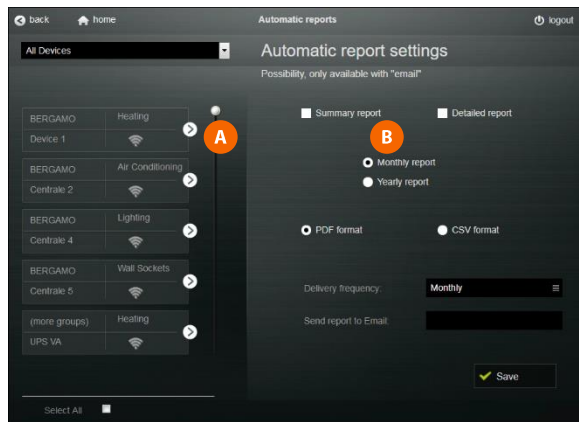 back
home
Automatic reports
logout
All Devices
Automatic report settings
Possibility, only available with "email"
BERGAMO Heating
Device 1
A
BERGAMO Air Conditioning
Centrale 2
BERGAMO Lighting
Centrale 4
BERGAMO Wall Sockets
Centrale 5
(more groups) Heating
UPS VA
Select All
Summary report
Detailed report
B
Monthly report
Yearly report
PDF format
CSV format
Delivery frequency: Monthly
Send report to Email:
Save